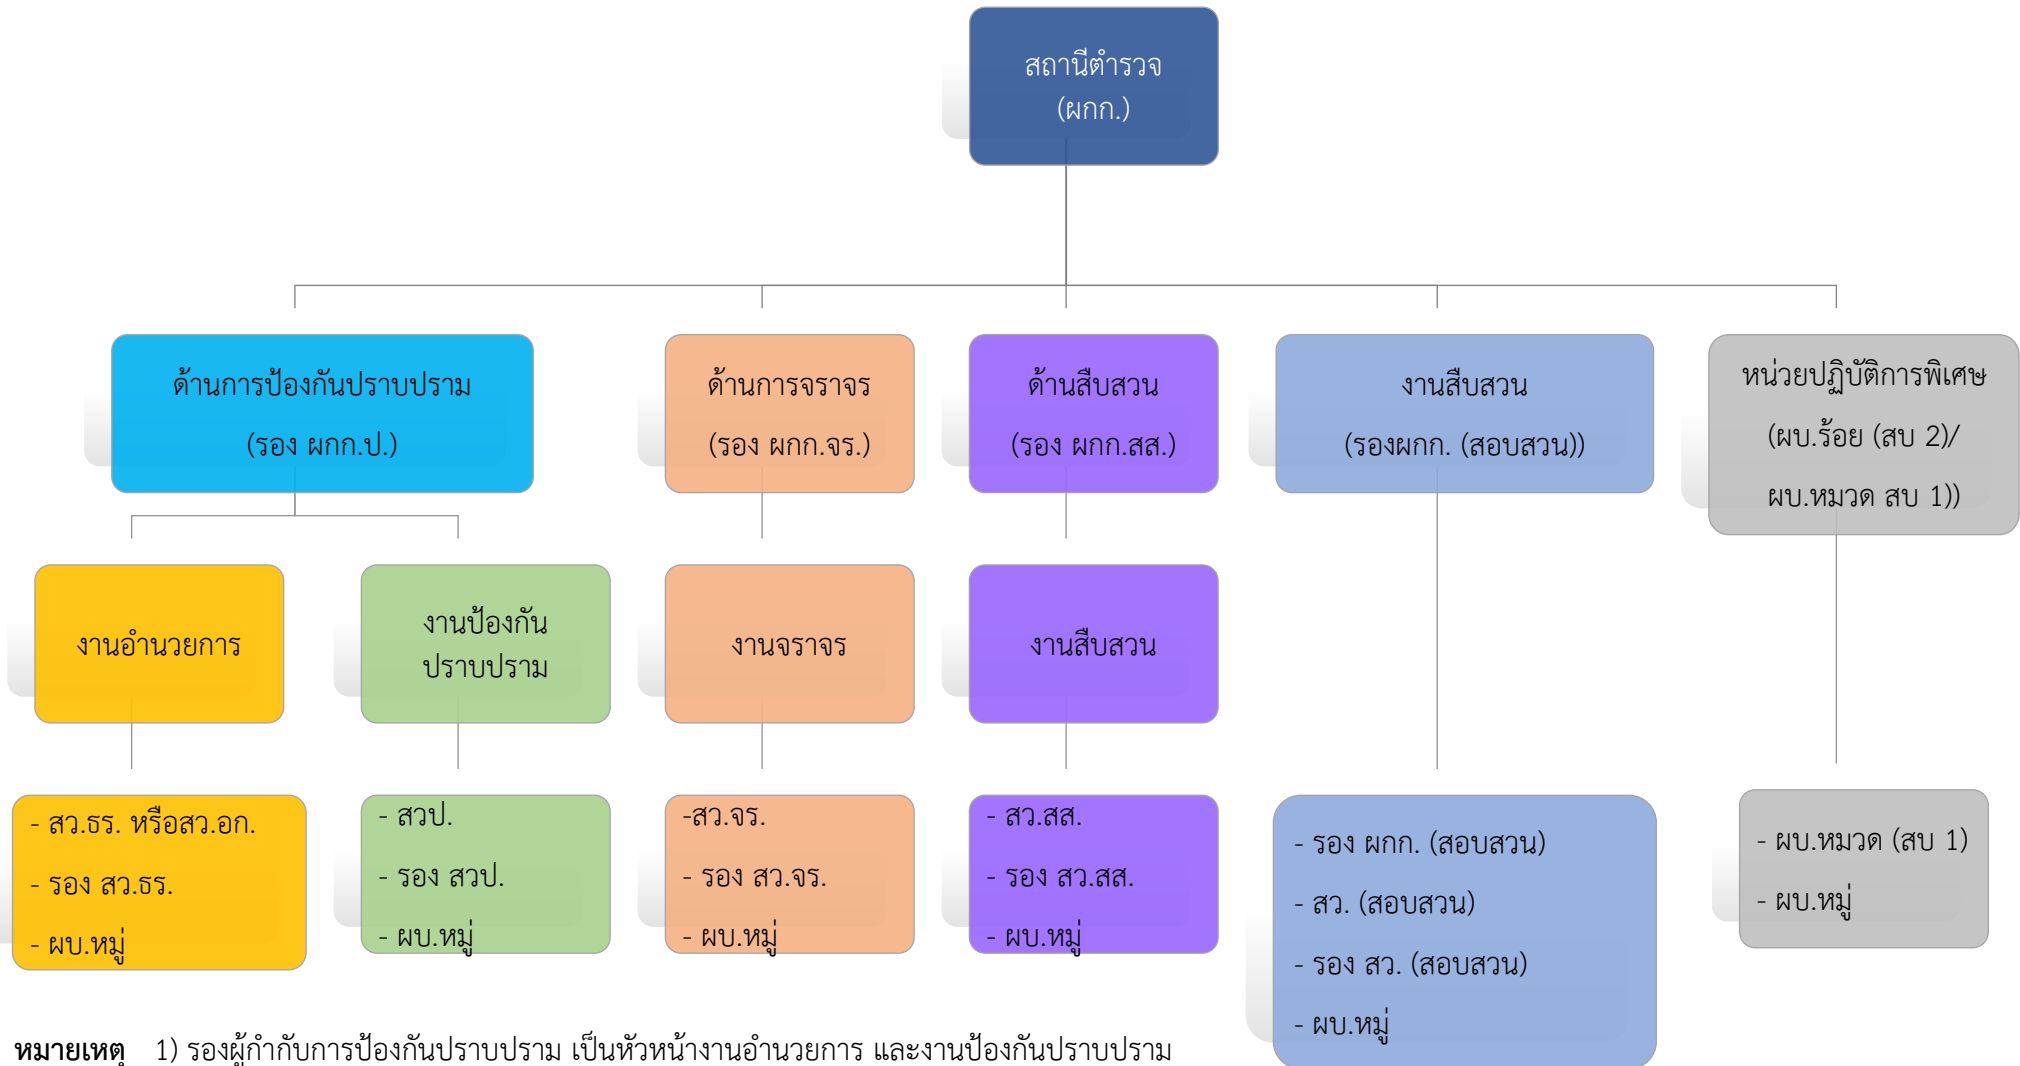 สถานีตำรวจ
(ผกก.)
ด้านการป้องกันปราบปราม
(รอง ผกก.ป.)
ด้านการจราจร
(รอง ผกก.จร.)
ด้านสืบสวน
(รอง ผกก.สส.)
งานสืบสวน
(รองผกก. (สอบสวน))
หน่วยปฏิบัติการพิเศษ
(ผบ.ร้อย (สบ 2)/
ผบ.หมวด สบ 1))
งานอำนวยการ
งานป้องกัน
ปราบปราม
งานจราจร
งานสืบสวน
- สว.ธร. หรือสว.อก.
- รอง สว.ธร.
- ผบ.หมู่
- สวป.
- รอง สวป.
- ผบ.หมู่
-สว.จร.
- รอง สว.จร.
- ผบ.หมู่
- สว.สส.
- รอง สว.สส.
- ผบ.หมู่
- รอง ผกก. (สอบสวน)
- สว. (สอบสวน)
- รอง สว. (สอบสวน)
- ผบ.หมู่
- ผบ.หมวด (สบ 1)
- ผบ.หมู่
หมายเหตุ 1) รองผู้กำกับการป้องกันปราบปราม เป็นหัวหน้างานอำนวยการ และงานป้องกันปราบปราม